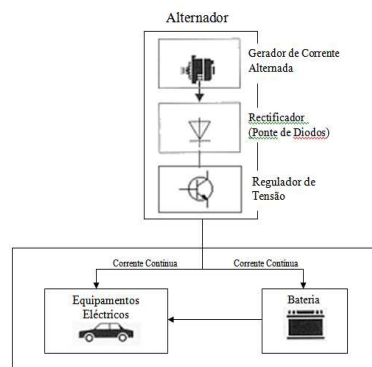 Alternador
Gerador de Corrente
Alternada
Rectificador
(Ponte de Diodos)
Regulador de
Tensão
Corrente Contínua
Corrente Contínua
Equipamentos
Eléctricos
Bateria